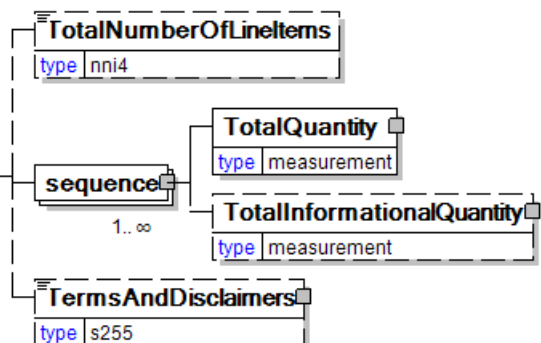 TotalNumberOfLineItems
type nni4
TotalQuantity
type measurement
sequence
1..∞
TotalInformationalQuantity
type measurement
TermsAndDisclaimers
type s255